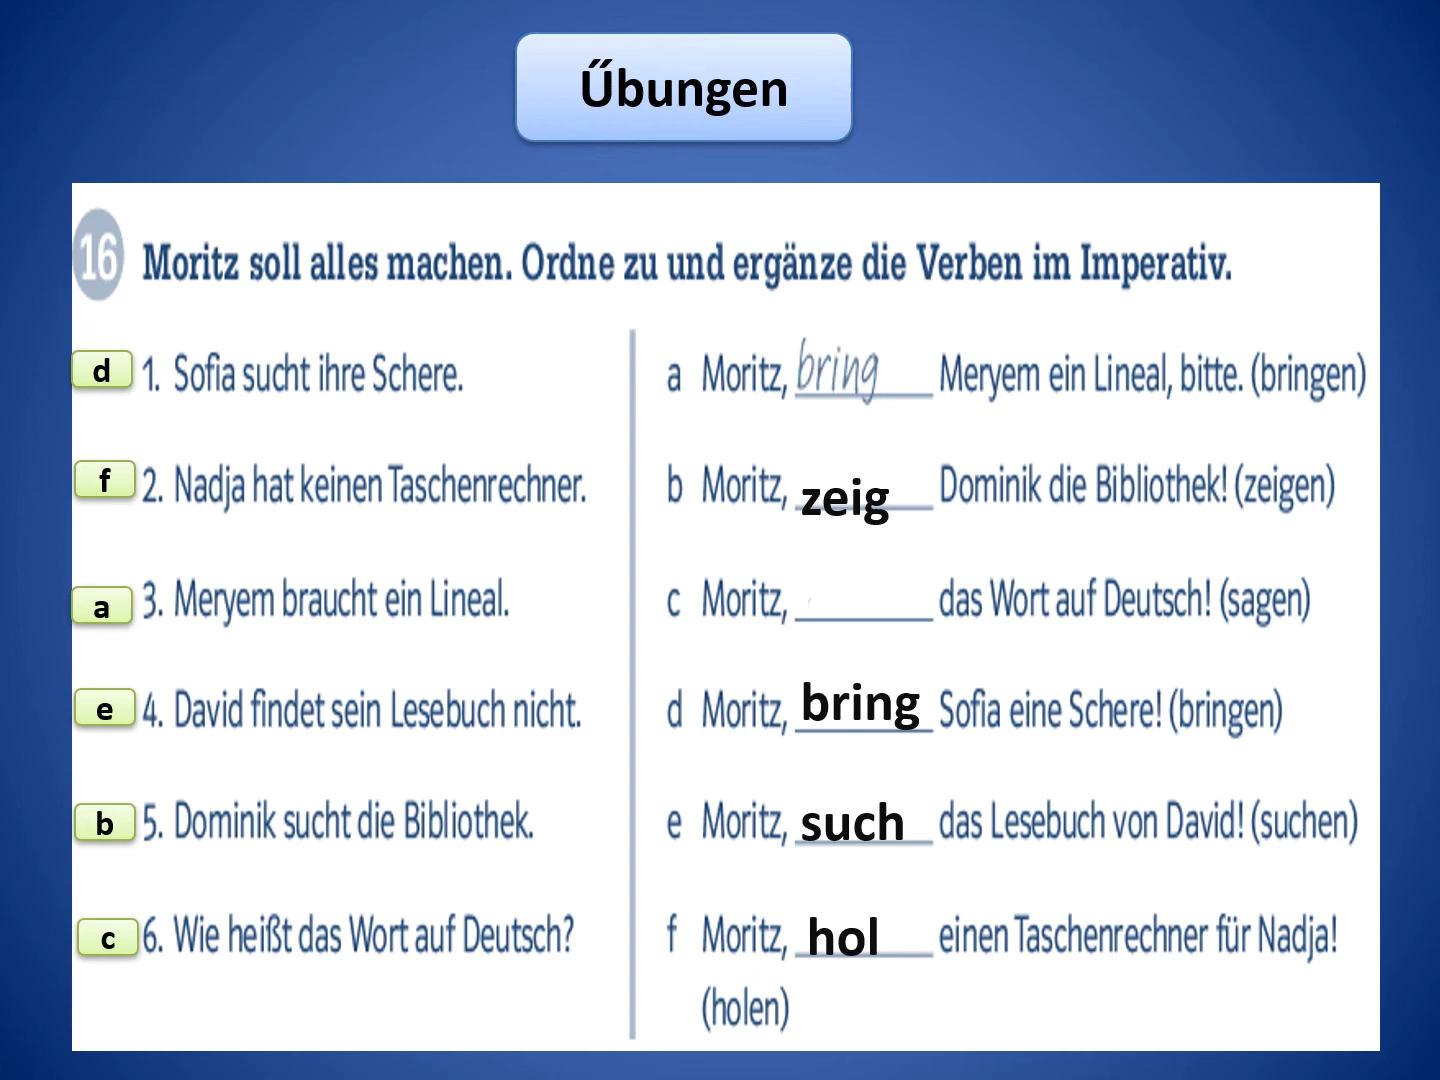 Űbungen
16 Moritz soll alles machen. Ordne zu und ergänze die Verben im Imperativ.
d 1. Sofia sucht ihre Schere.
f 2. Nadja hat keinen Taschenrechner.
a 3. Meryem braucht ein Lineal.
e 4. David findet sein Lesebuch nicht.
b 5. Dominik sucht die Bibliothek.
c 6. Wie heißt das Wort auf Deutsch?
a Moritz, bring Meryem ein Lineal, bitte. (bringen)
b Moritz, zeig Dominik die Bibliothek! (zeigen)
c Moritz, ______ das Wort auf Deutsch! (sagen)
d Moritz, bring Sofia eine Schere! (bringen)
e Moritz, such das Lesebuch von David! (suchen)
f Moritz, hol einen Taschenrechner für Nadja!
(holen)